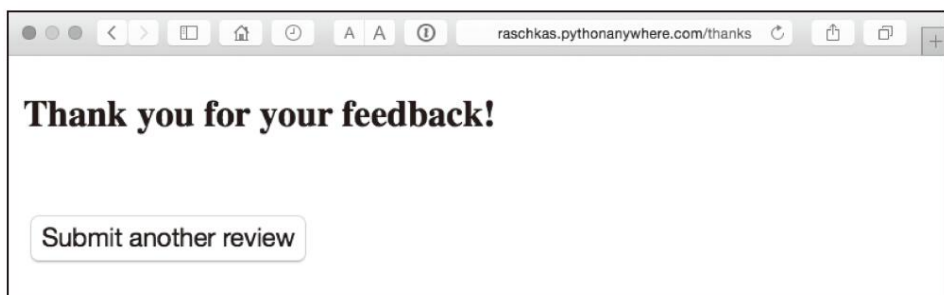 A A raschkas.pythonanywhere.com/thanks
Thank you for your feedback!
Submit another review